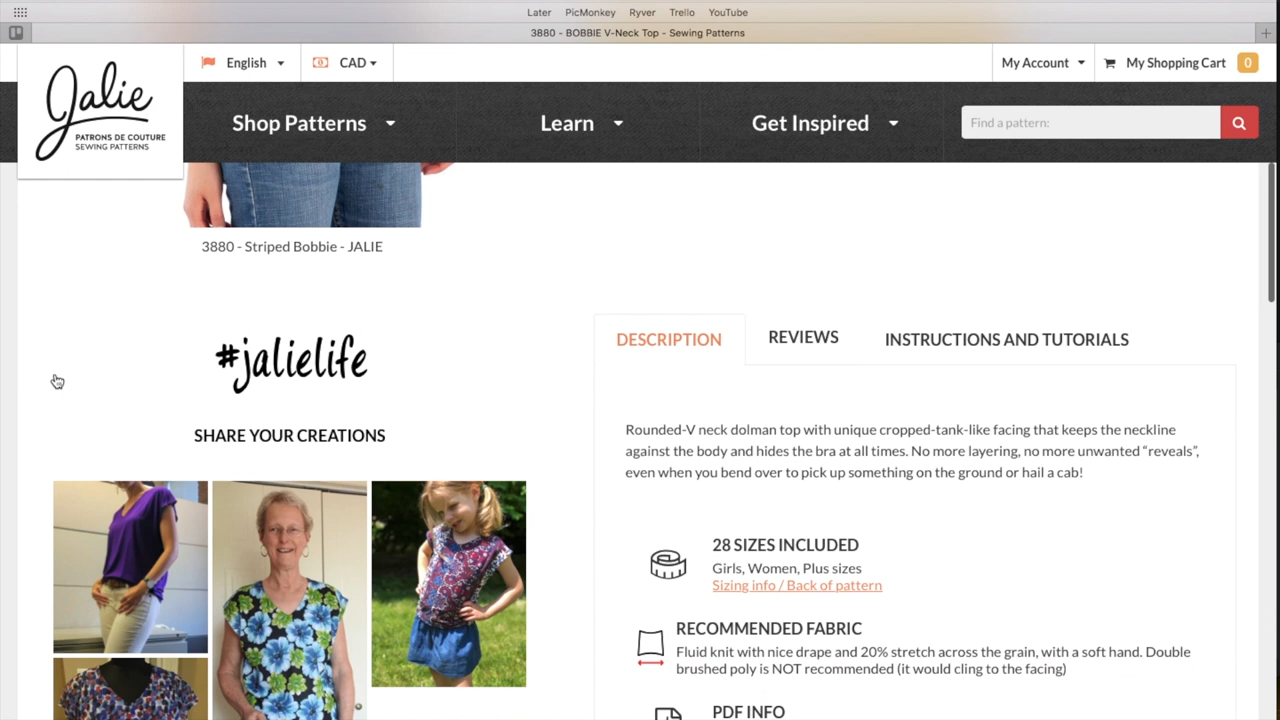 Later PicMonkey Ryver Trello YouTube
3880 - BOBBIE V-Neck Top - Sewing Patterns
Jalie
PATRONS DE COUTURE
SEWING PATTERNS
English
CAD
My Account
My Shopping Cart 0
Shop Patterns
Learn
Get Inspired
Find a pattern:
3880 - Striped Bobbie - JALIE
#jalielife
SHARE YOUR CREATIONS
DESCRIPTION
REVIEWS
INSTRUCTIONS AND TUTORIALS
Rounded-V neck dolman top with unique cropped-tank-like facing that keeps the neckline
against the body and hides the bra at all times. No more layering, no more unwanted “reveals”,
even when you bend over to pick up something on the ground or hail a cab!
28 SIZES INCLUDED
Girls, Women, Plus sizes
Sizing info / Back of pattern
RECOMMENDED FABRIC
Fluid knit with nice drape and 20% stretch across the grain, with a soft hand. Double
brushed poly is NOT recommended (it would cling to the facing)
PDF INFO